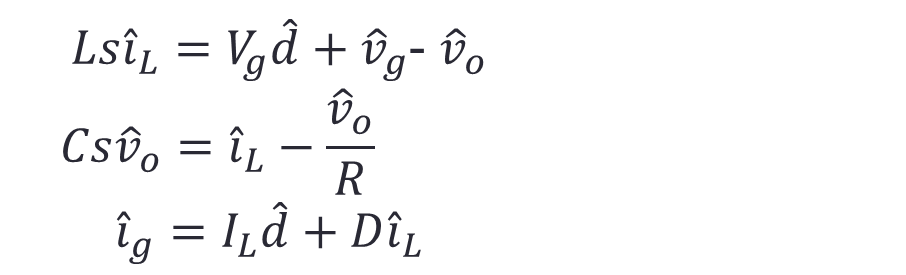 Lsî_L = V_g d̂ + v̂_g - v̂_o
Csv̂_o = î_L − v̂_o/R
î_g = I_L d̂ + Dî_L